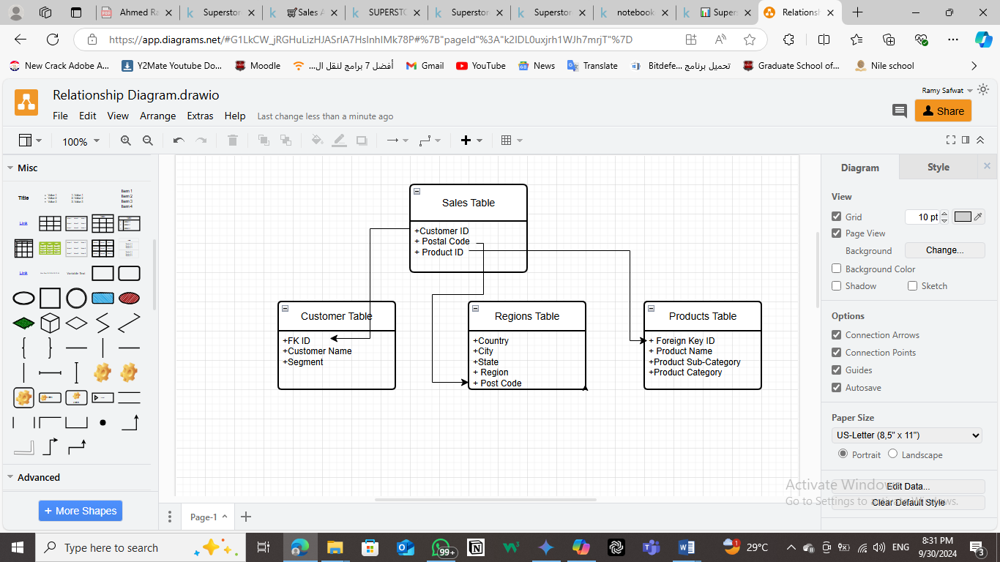 Ahmed Ra
Superstor
Sales A
SUPERSTO
Superstor
Superstor
notebook
Supers
Relationsh
https://app.diagrams.net/#G1LkCW_jRGHuLizHJASrIA7HsInhIMk78P#%7B"pageId"%3A"k2IDL0uxjrh1WJh7mrjT"%7D
New Crack Adobe A...
Y2Mate Youtube Do...
Moodle
أفضل 7 برامج لنقل ال...
Gmail
YouTube
News
Translate
تحميل برنامج Bitdefe...
Graduate School of...
Nile school
Relationship Diagram.drawio
Ramy Safwat
File Edit View Arrange Extras Help Last change less than a minute ago
Share
100%
Misc
Title
Item 1
Item 2
Item 3
Item 4
Link
Link
Advanced
+ More Shapes
Sales Table
+Customer ID
+ Postal Code
+ Product ID
Customer Table
+FK ID
+Customer Name
+Segment
Regions Table
+Country
+City
+State
+ Region
+ Post Code
Products Table
+ Foreign Key ID
+ Product Name
+Product Sub-Category
+Product Category
Diagram
Style
View
Grid
10 pt
Page View
Background
Change...
Background Color
Shadow
Sketch
Options
Connection Arrows
Connection Points
Guides
Autosave
Paper Size
US-Letter (8,5" x 11")
Portrait
Landscape
Edit Data...
Clear Default Style
Activate Windows
Go to Settings to activate Windows.
Page-1
Type here to search
99+
29°C
ENG
8:31 PM
9/30/2024
3